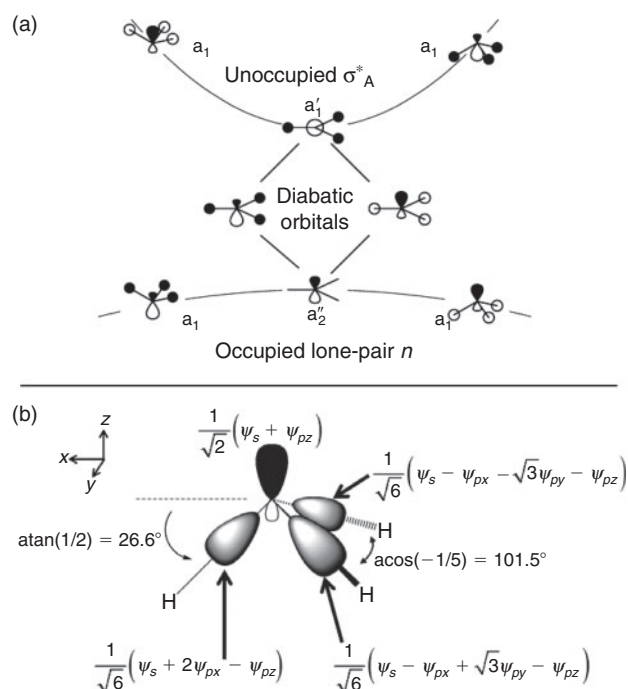 (a)
a₁
a₁
Unoccupied σ*A
a′₁
Diabatic
orbitals
a₁
a″₂
a₁
Occupied lone-pair n
(b)
z
x
y
1/√2 (ψs + ψpz)
1/√6 (ψs − ψpx − √3ψpy − ψpz)
atan(1/2) = 26.6°
H
acos(−1/5) = 101.5°
H
H
1/√6 (ψs + 2ψpx − ψpz)
1/√6 (ψs − ψpx + √3ψpy − ψpz)